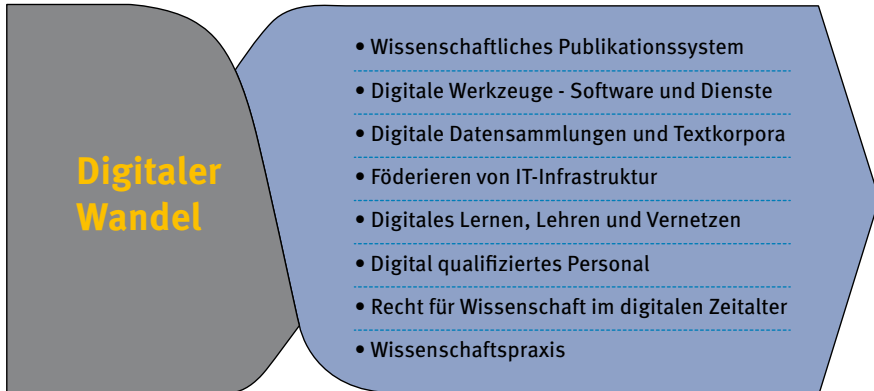 Digitaler
Wandel
• Wissenschaftliches Publikationssystem
• Digitale Werkzeuge - Software und Dienste
• Digitale Datensammlungen und Textkorpora
• Föderieren von IT-Infrastruktur
• Digitales Lernen, Lehren und Vernetzen
• Digital qualifiziertes Personal
• Recht für Wissenschaft im digitalen Zeitalter
• Wissenschaftspraxis